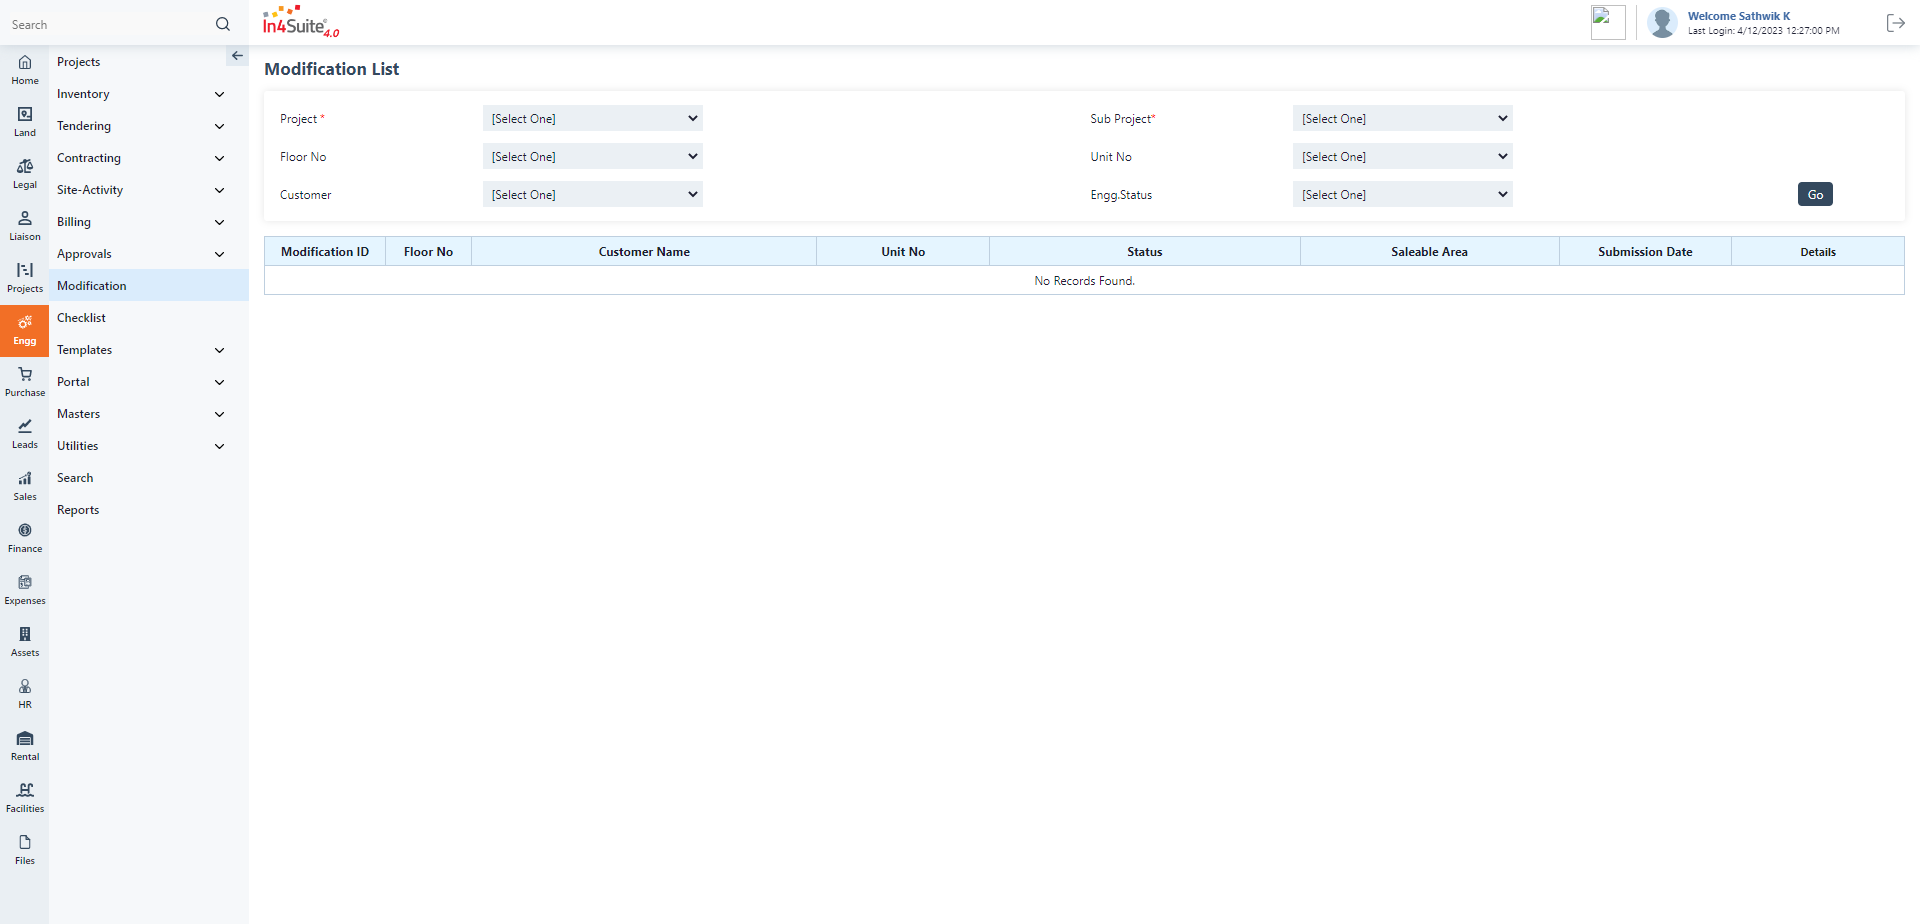 Search
In4Suite® 4.0
Welcome Sathwik K
Last Login: 4/12/2023 12:27:00 PM
Home
Land
Legal
Liaison
Projects
Engg
Purchase
Leads
Sales
Finance
Expenses
Assets
HR
Rental
Facilities
Files
Projects
Inventory
Tendering
Contracting
Site-Activity
Billing
Approvals
Modification
Checklist
Templates
Portal
Masters
Utilities
Search
Reports
Modification List
Project * [Select One] Sub Project* [Select One]
Floor No [Select One] Unit No [Select One]
Customer [Select One] Engg.Status [Select One] Go
Modification ID Floor No Customer Name Unit No Status Saleable Area Submission Date Details
No Records Found.